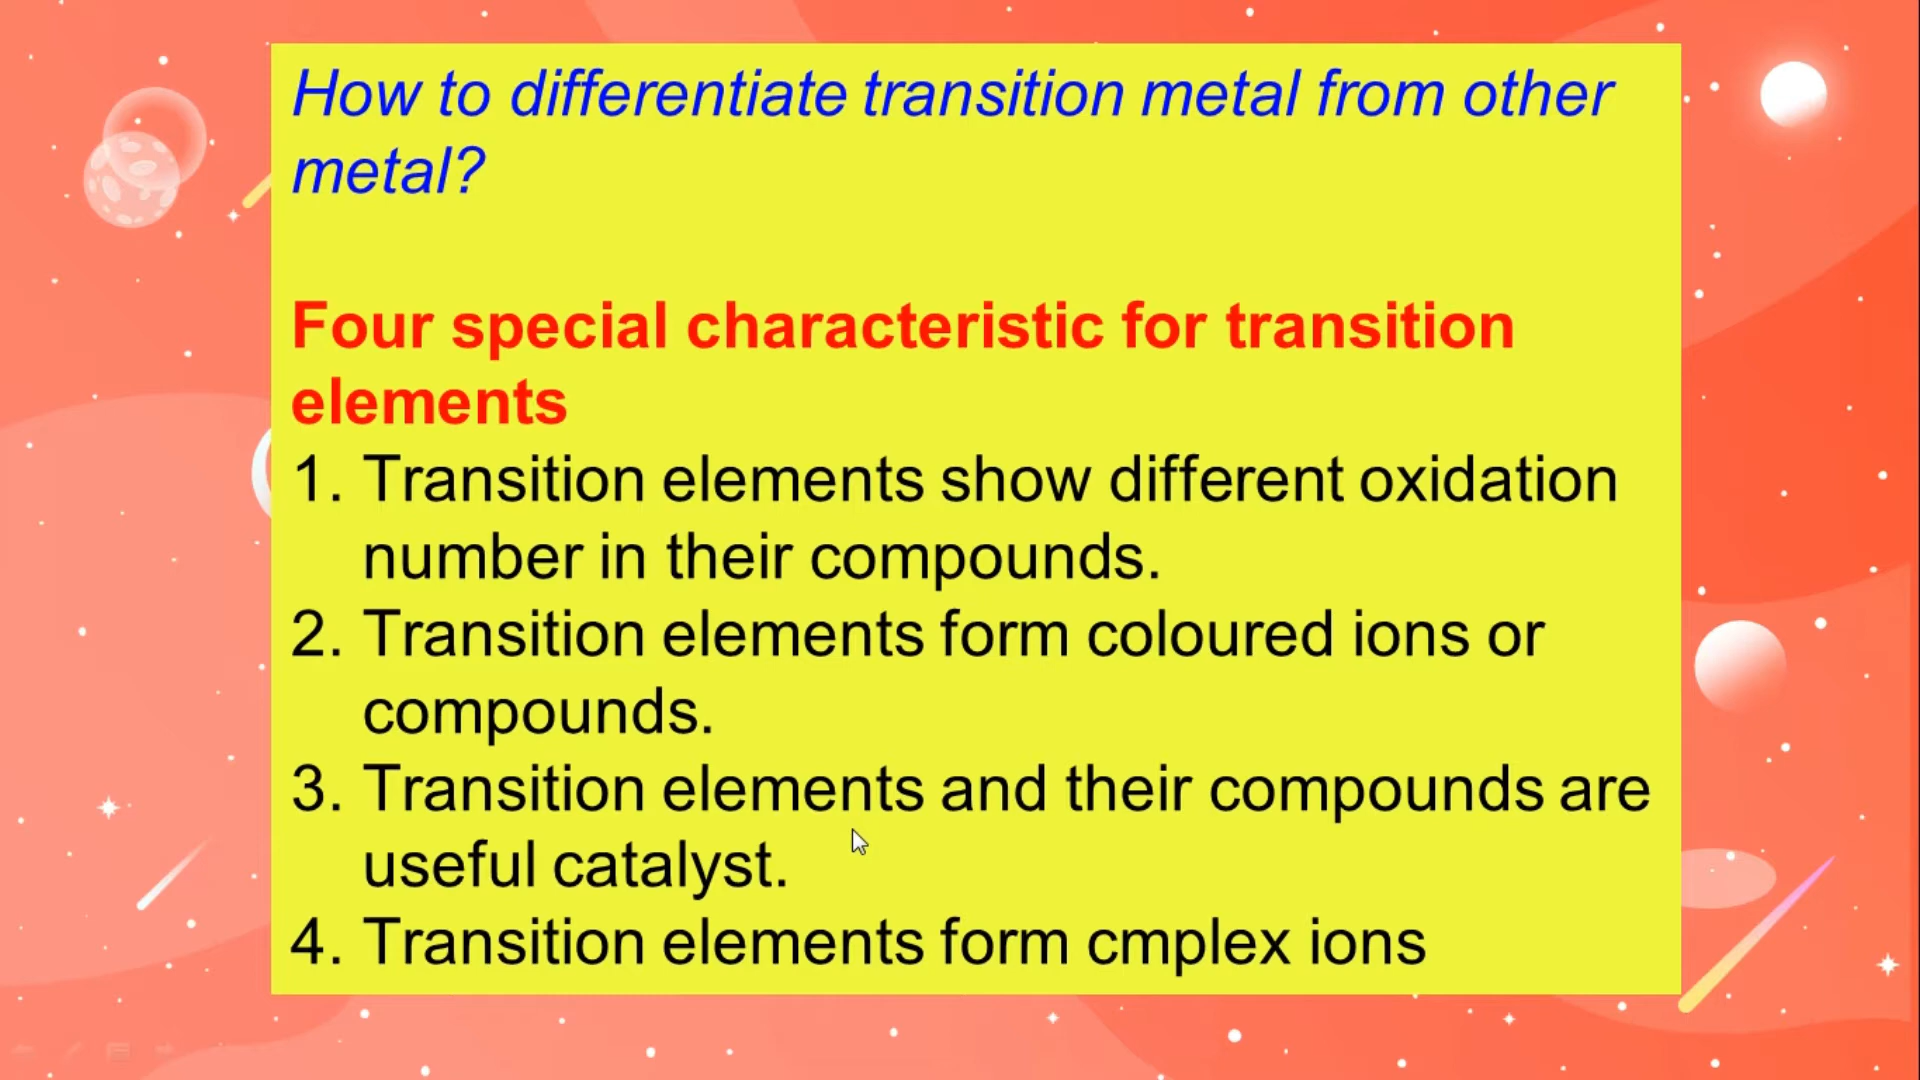 How to differentiate transition metal from other
metal?
Four special characteristic for transition
elements
1. Transition elements show different oxidation
number in their compounds.
2. Transition elements form coloured ions or
compounds.
3. Transition elements and their compounds are
useful catalyst.
4. Transition elements form cmplex ions